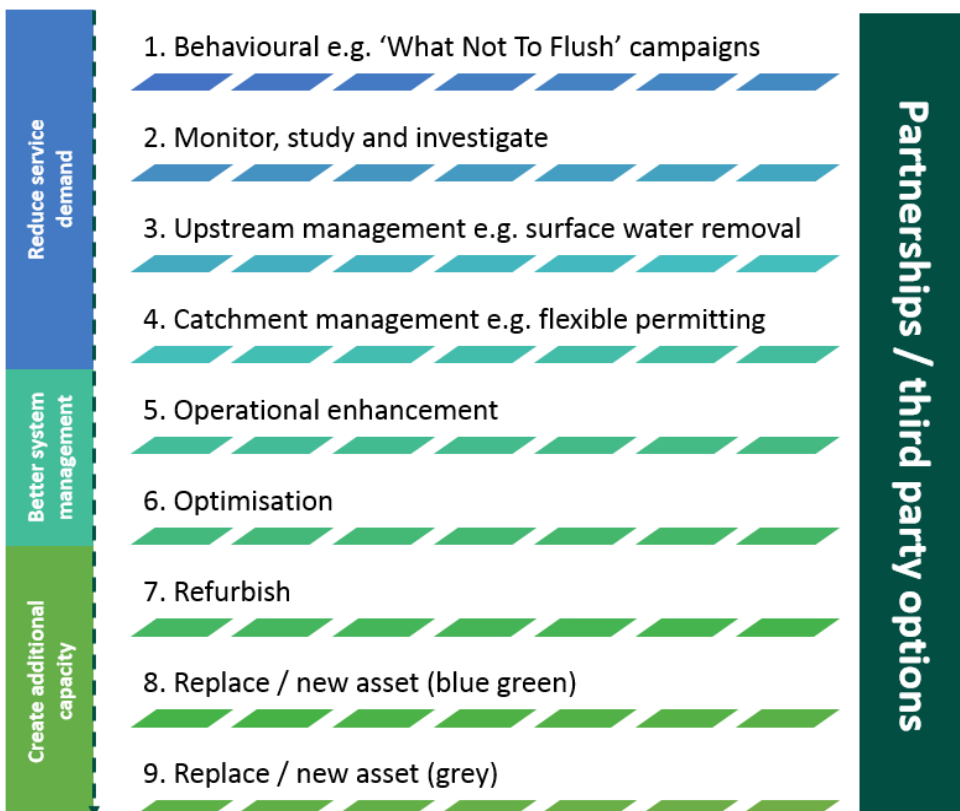 Reduce service
demand
Better system
management
Create additional
capacity
1. Behavioural e.g. ‘What Not To Flush’ campaigns
2. Monitor, study and investigate
3. Upstream management e.g. surface water removal
4. Catchment management e.g. flexible permitting
5. Operational enhancement
6. Optimisation
7. Refurbish
8. Replace / new asset (blue green)
9. Replace / new asset (grey)
Partnerships / third party options